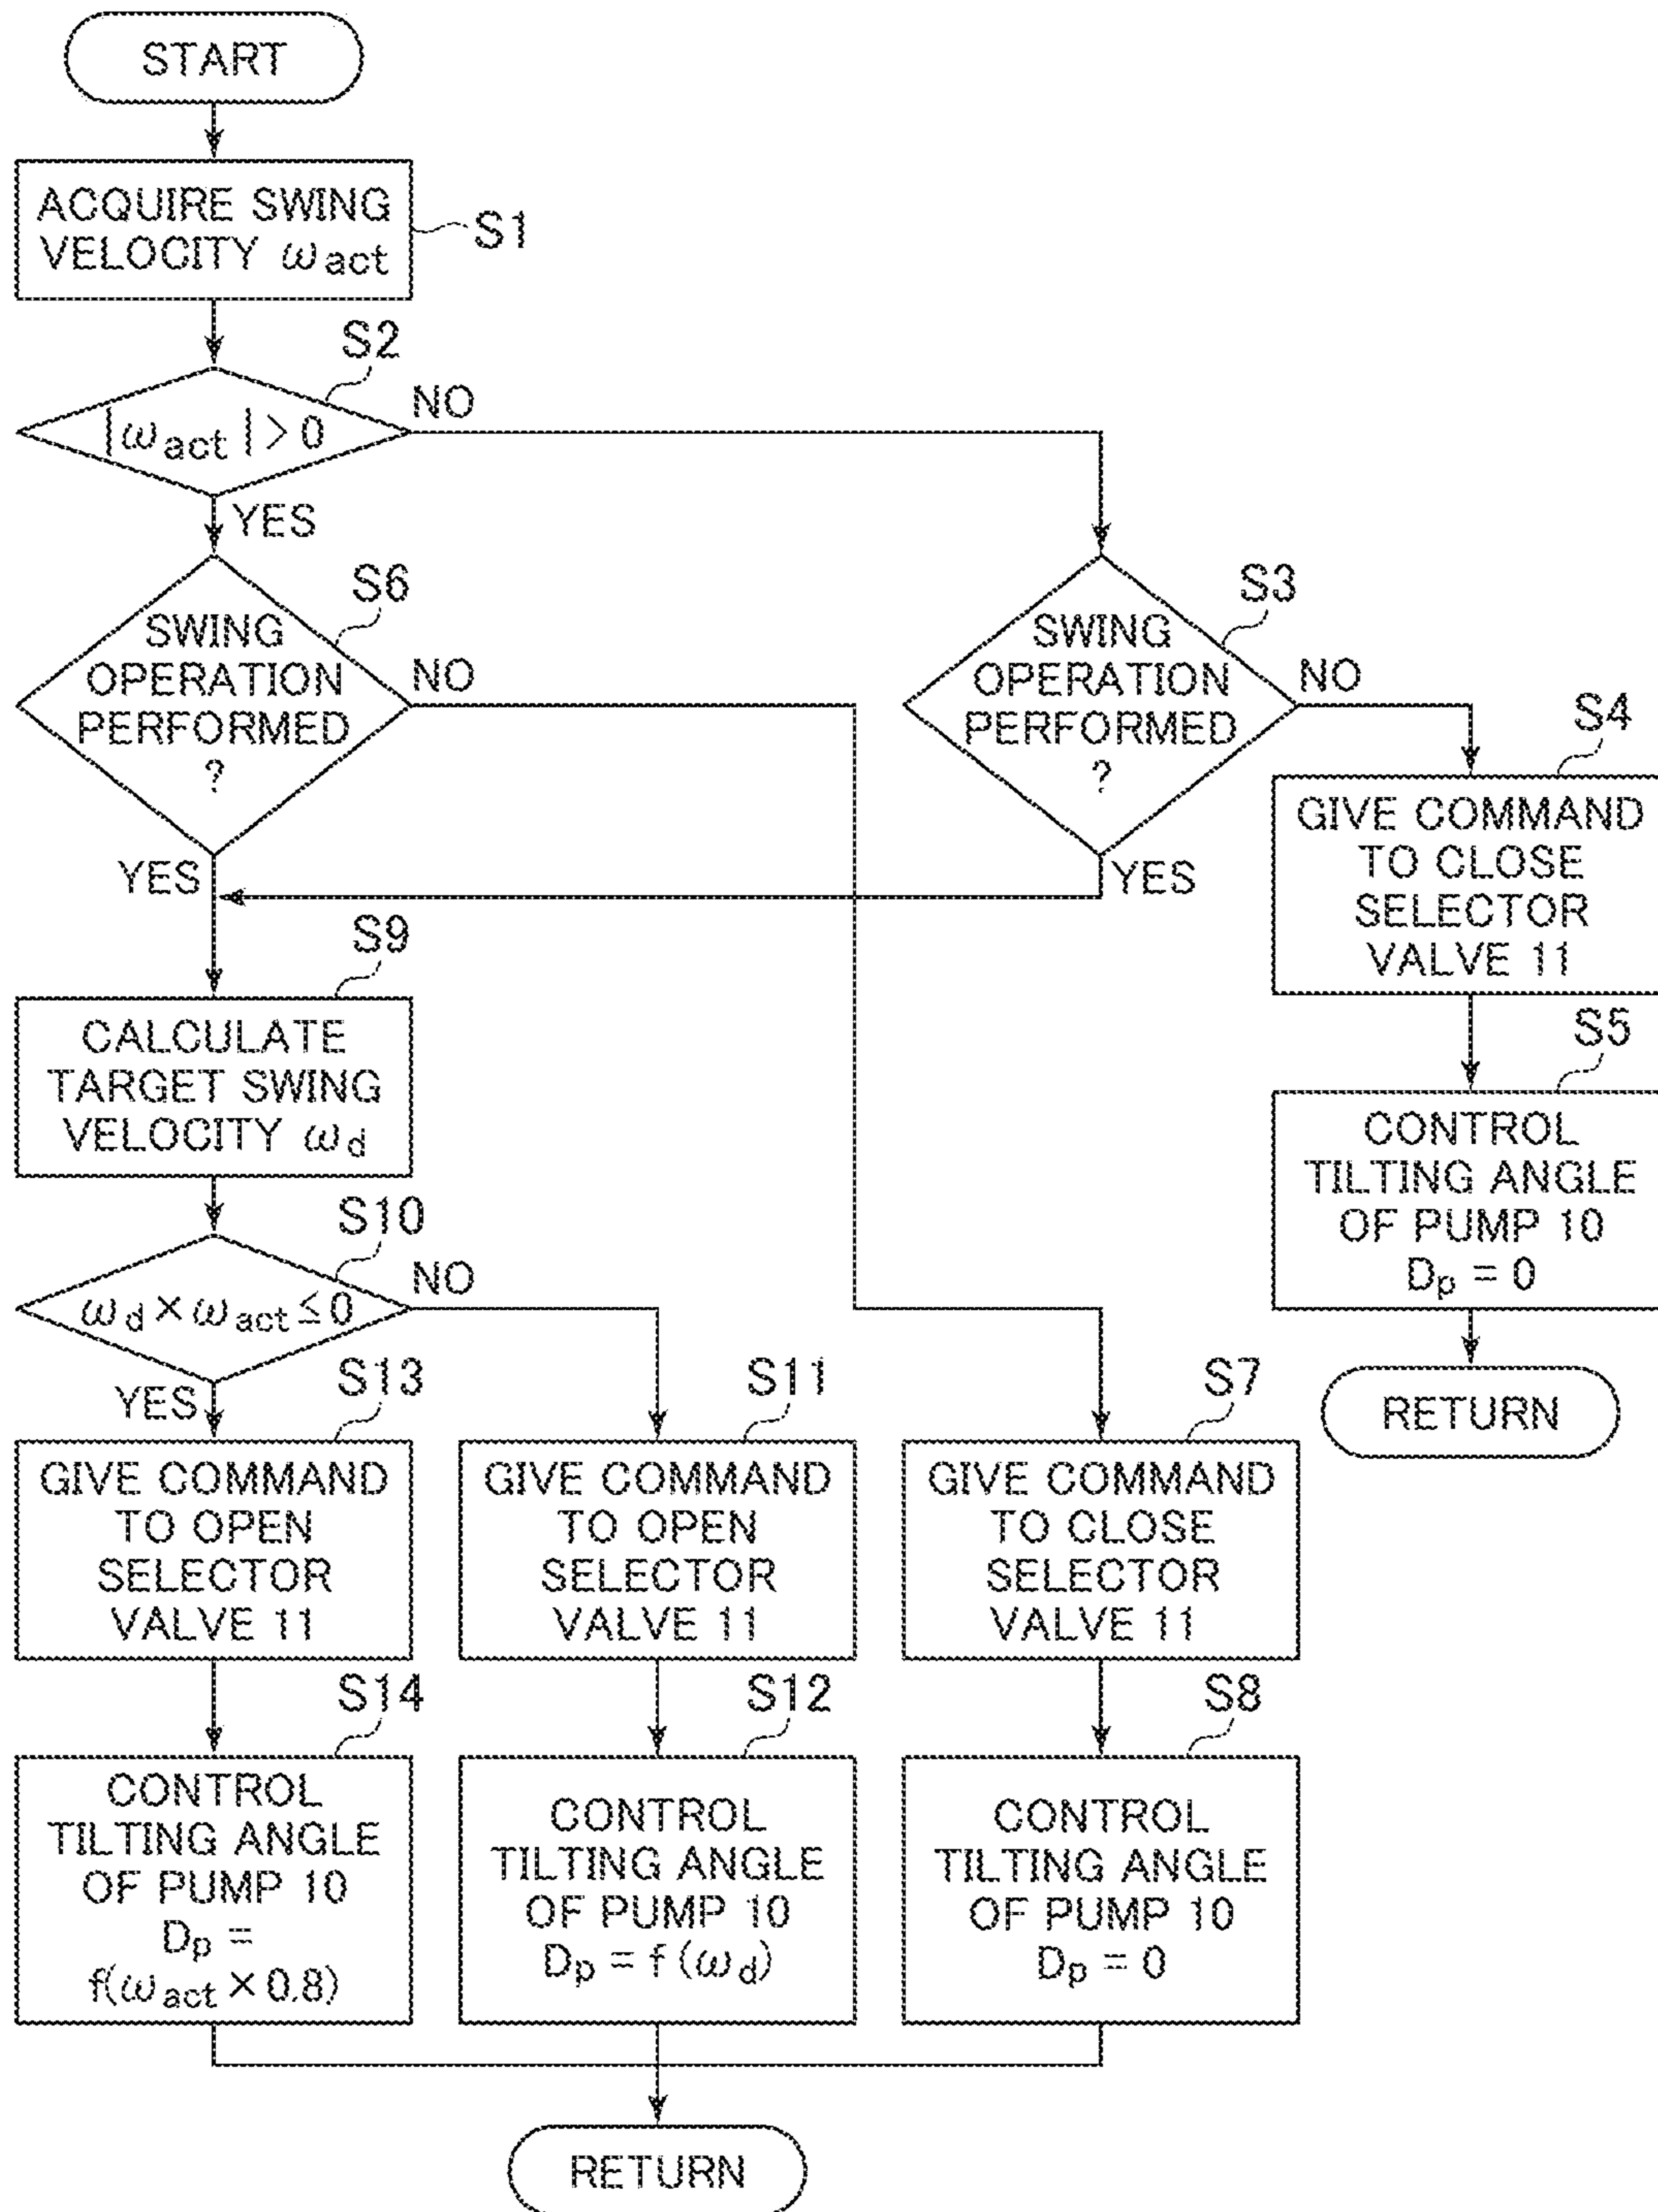 START
ACQUIRE SWING
VELOCITY ωact
S1
S2
|ωact|>0
NO
YES
S6
SWING
OPERATION
PERFORMED
?
NO
YES
S3
SWING
OPERATION
PERFORMED
?
NO
YES
S4
GIVE COMMAND
TO CLOSE
SELECTOR
VALVE 11
S5
CONTROL
TILTING ANGLE
OF PUMP 10
Dp = 0
RETURN
S9
CALCULATE
TARGET SWING
VELOCITY ωd
S10
ωd×ωact≤0
NO
YES
S13
GIVE COMMAND
TO OPEN
SELECTOR
VALVE 11
S11
GIVE COMMAND
TO OPEN
SELECTOR
VALVE 11
S7
GIVE COMMAND
TO CLOSE
SELECTOR
VALVE 11
S14
CONTROL
TILTING ANGLE
OF PUMP 10
Dp =
f(ωact × 0.8)
S12
CONTROL
TILTING ANGLE
OF PUMP 10
Dp = f (ωd)
S8
CONTROL
TILTING ANGLE
OF PUMP 10
Dp = 0
RETURN